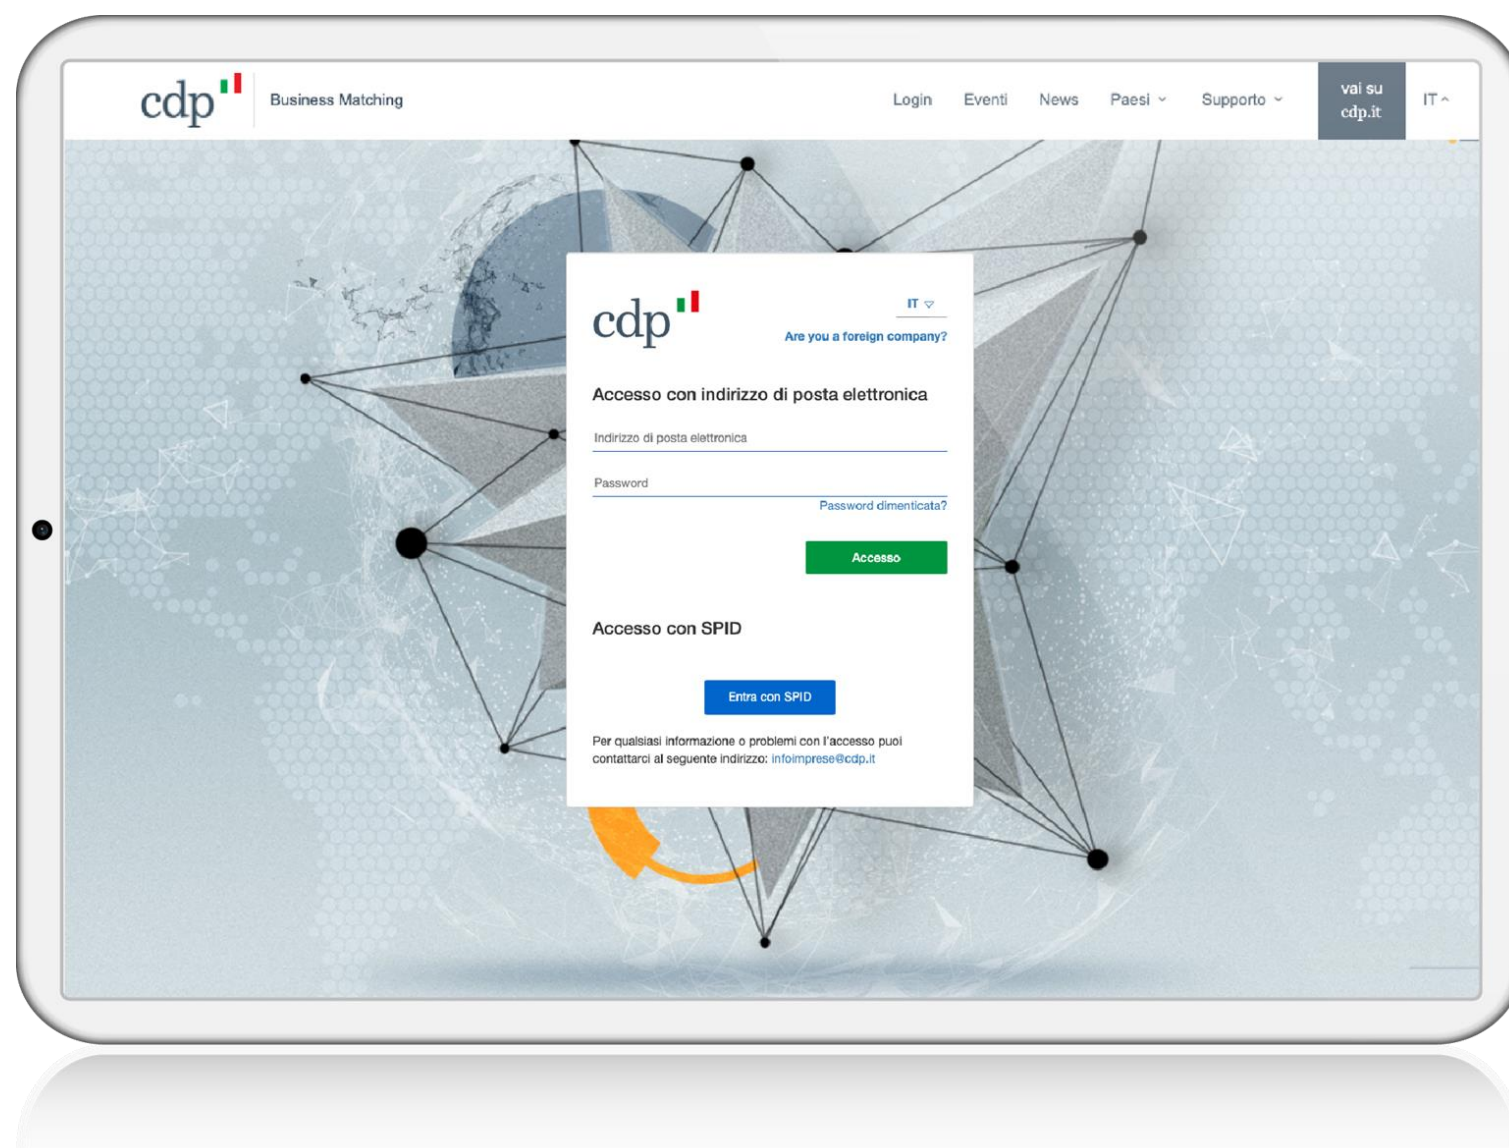 cdp
Business Matching
Login
Eventi
News
Paesi
Supporto
vai su
cdp.it
IT
cdp
IT
Are you a foreign company?
Accesso con indirizzo di posta elettronica
Indirizzo di posta elettronica
Password
Password dimenticata?
Accesso
Accesso con SPID
Entra con SPID
Per qualsiasi informazione o problemi con l'accesso puoi
contattarci al seguente indirizzo: infoimprese@cdp.it